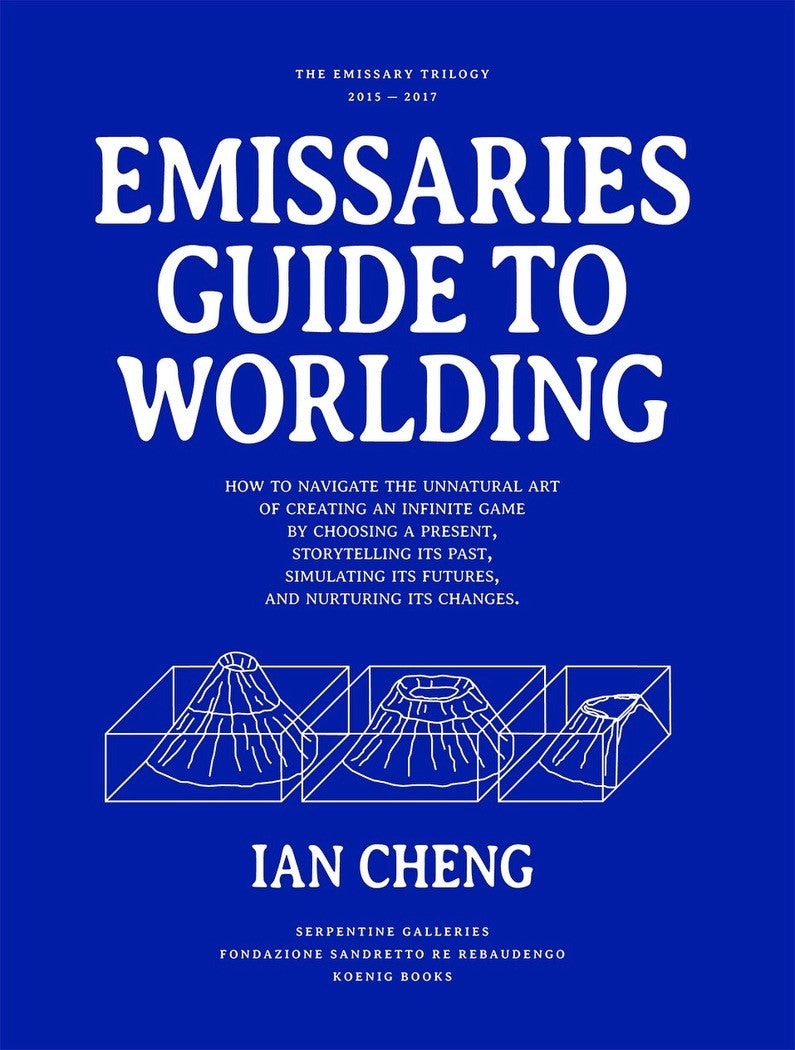 THE EMISSARY TRILOGY
2015 — 2017
EMISSARIES
GUIDE TO
WORLDING
HOW TO NAVIGATE THE UNNATURAL ART
OF CREATING AN INFINITE GAME
BY CHOOSING A PRESENT,
STORYTELLING ITS PAST,
SIMULATING ITS FUTURES,
AND NURTURING ITS CHANGES.
IAN CHENG
SERPENTINE GALLERIES
FONDAZIONE SANDRETTO RE REBAUDENGO
KOENIG BOOKS